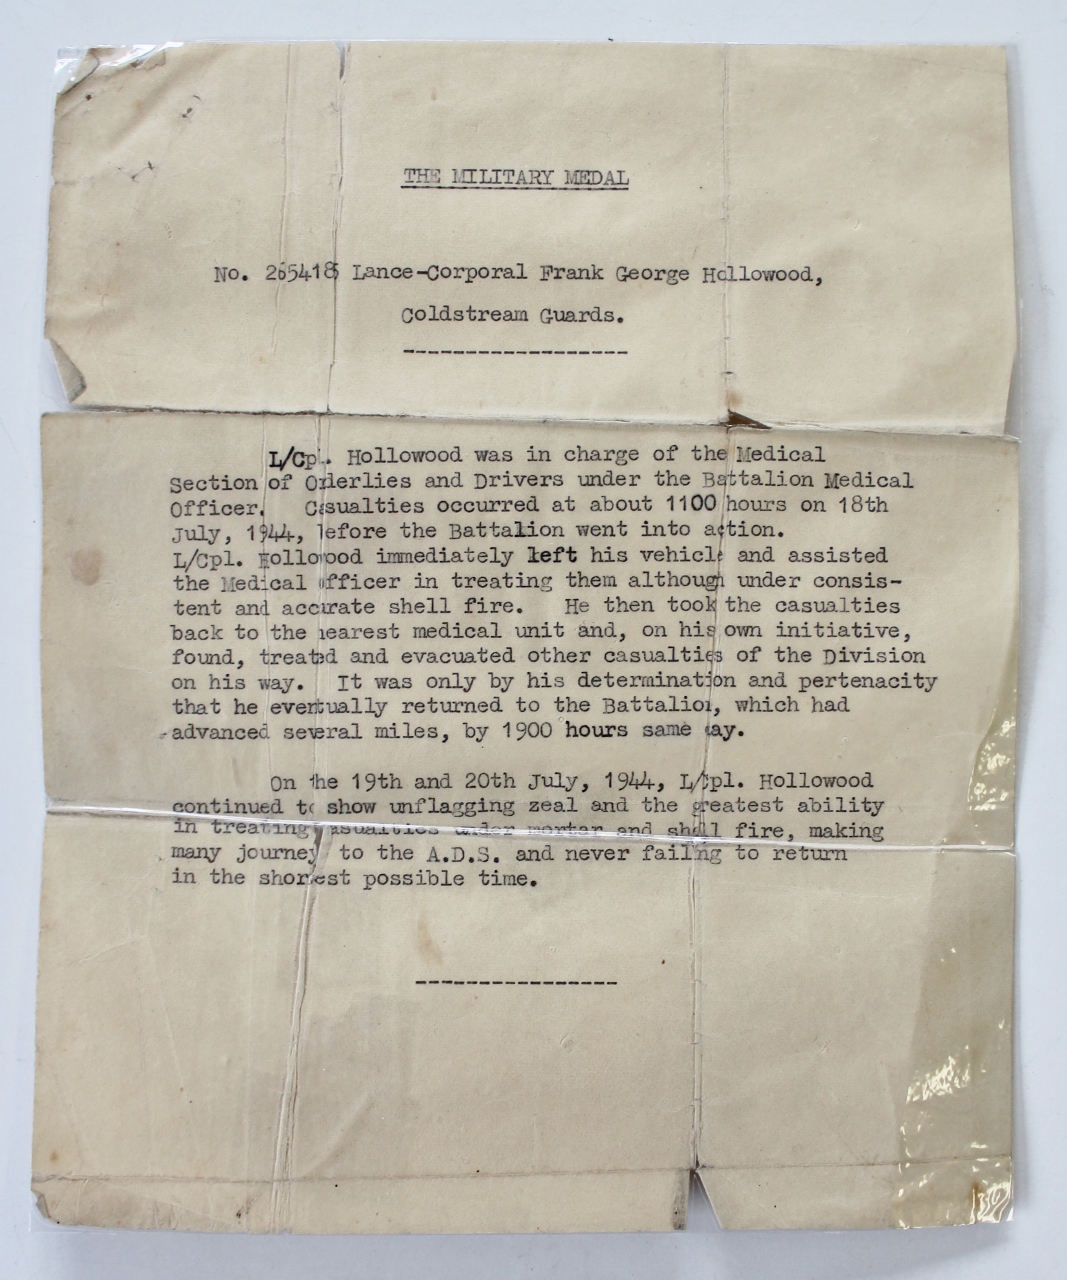 THE MILITARY MEDAL
No. 2654185 Lance-Corporal Frank George Hollowood,
Coldstream Guards.
------------------
L/Cpl. Hollowood was in charge of the Medical
Section of Orderlies and Drivers under the Battalion Medical
Officer. Casualties occurred at about 1100 hours on 18th
July, 1944, before the Battalion went into action.
L/Cpl. Hollowood immediately left his vehicle and assisted
the Medical Officer in treating them although under consis-
tent and accurate shell fire. He then took the casualties
back to the nearest medical unit and, on his own initiative,
found, treated and evacuated other casualties of the Division
on his way. It was only by his determination and pertenacity
that he eventually returned to the Battalion, which had
advanced several miles, by 1900 hours same day.
On the 19th and 20th July, 1944, L/Cpl. Hollowood
continued to show unflagging zeal and the greatest ability
in treating casualties under mortar and shell fire, making
many journey to the A.D.S. and never failing to return
in the shortest possible time.
----------------